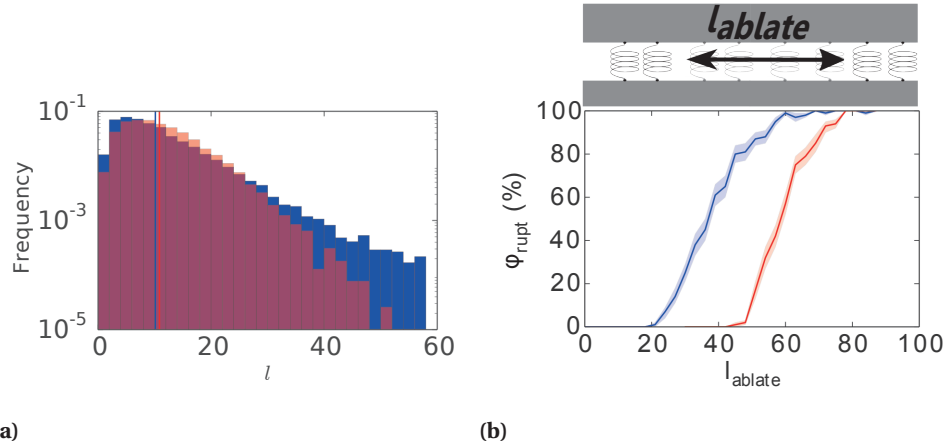 l_ablate
10^-1
10^-3
10^-5
Frequency
0 20 40 60
l
100
80
60
40
20
0
φ_rupt (%)
0 20 40 60 80 100
l_ablate
a)
(b)